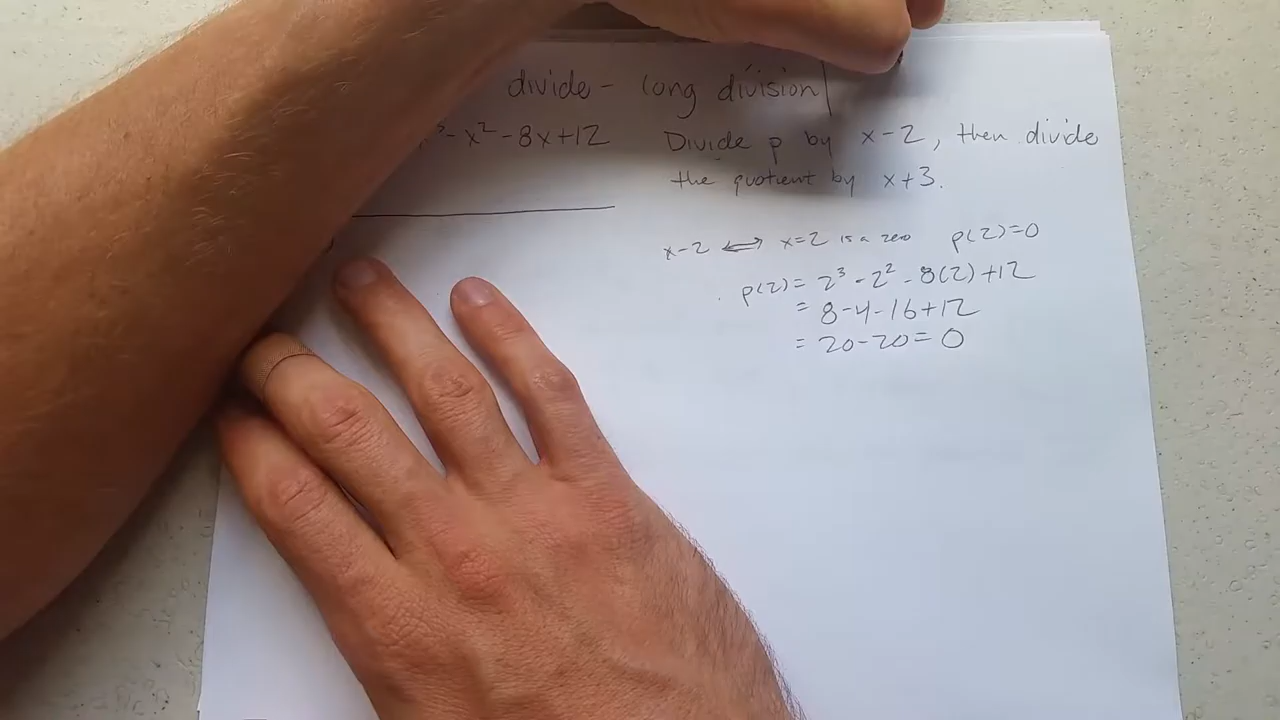 divide - long division
- x² - 8x + 12
Divide p by x - 2, then divide
the quotient by x + 3.
x - 2 ⟷ x = 2 is a zero p(2) = 0
p(2) = 2³ - 2² - 8(2) + 12
= 8 - 4 - 16 + 12
= 20 - 20 = 0